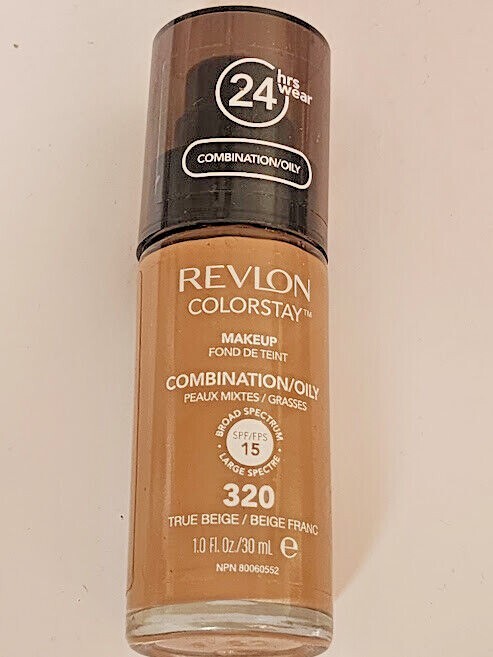 24 hrs wear
COMBINATION/OILY
REVLON
COLORSTAY™
MAKEUP
FOND DE TEINT
COMBINATION/OILY
PEAUX MIXTES / GRASSES
BROAD SPECTRUM
SPF/FPS
15
• LARGE SPECTRE •
320
TRUE BEIGE / BEIGE FRANC
1.0 Fl. Oz./30 mL ℮
NPN 80060552